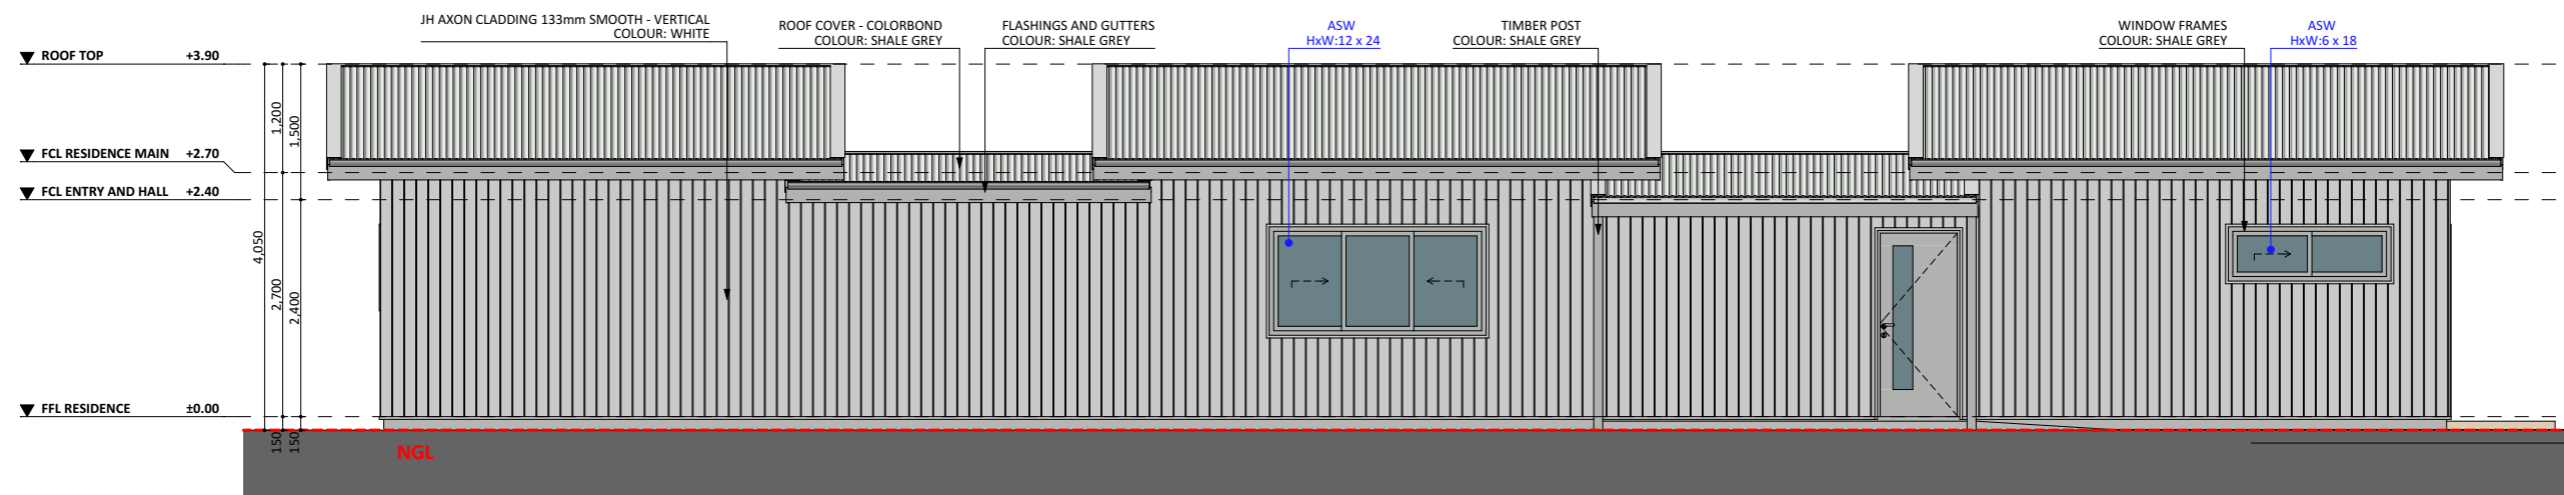 JH AXON CLADDING 133mm SMOOTH - VERTICAL
COLOUR: WHITE
ROOF COVER - COLORBOND
COLOUR: SHALE GREY
FLASHINGS AND GUTTERS
COLOUR: SHALE GREY
ASW
HxW:12 x 24
TIMBER POST
COLOUR: SHALE GREY
WINDOW FRAMES
COLOUR: SHALE GREY
ASW
HxW:6 x 18
ROOF TOP +3.90
FCL RESIDENCE MAIN +2.70
FCL ENTRY AND HALL +2.40
FFL RESIDENCE ±0.00
4,050
1,200
2,700
150
1,500
2,400
150
NGL